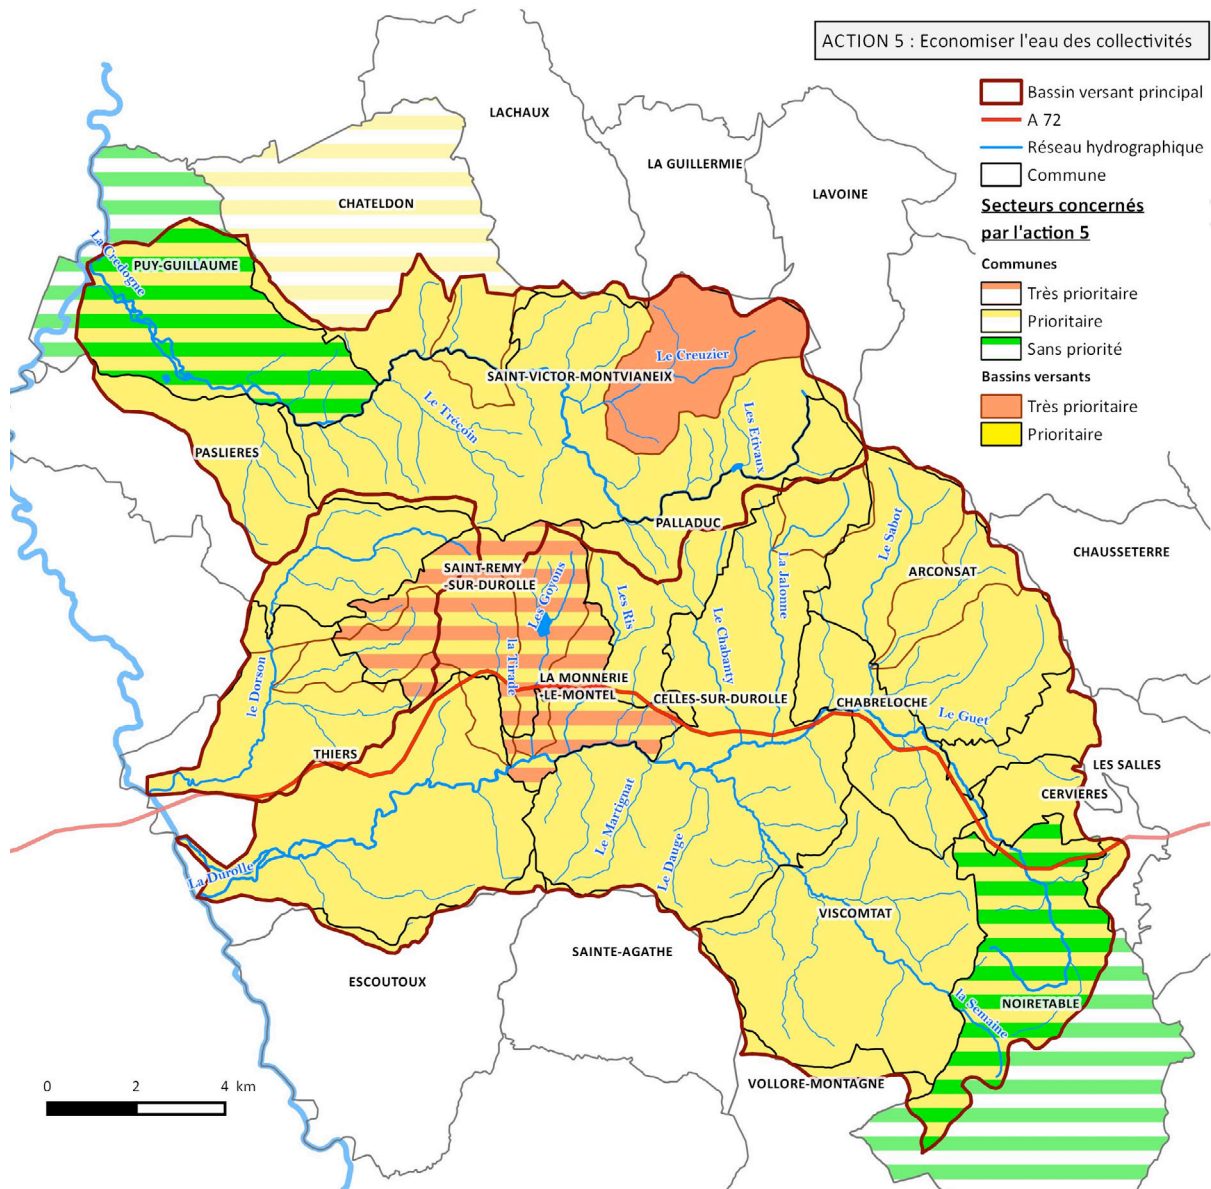 ACTION 5 : Economiser l'eau des collectivités
Bassin versant principal
A 72
Réseau hydrographique
Commune
Secteurs concernés
par l'action 5
Communes
Très prioritaire
Prioritaire
Sans priorité
Bassins versants
Très prioritaire
Prioritaire
LACHAUX
LA GUILLERMIE
LAVOINE
CHATELDON
La Credogne
PUY-GUILLAUME
Le Creuzier
SAINT-VICTOR-MONTVIANEIX
Le Trécoin
Les Etivaux
PASLIERES
PALLADUC
Le Sabot
CHAUSSETERRE
SAINT-REMY
-SUR-DUROLLE
Les Goyons
Les Ris
La Jalonne
ARCONSAT
le Dorson
la Tirade
Le Chabanty
LA MONNERIE
-LE-MONTEL
CELLES-SUR-DUROLLE
CHABRELOCHE
Le Guet
THIERS
LES SALLES
CERVIERES
Le Martignat
Le Dauge
La Durolle
VISCOMTAT
SAINTE-AGATHE
ESCOUTOUX
la Semaine
NOIRETABLE
VOLLORE-MONTAGNE
0 2 4 km